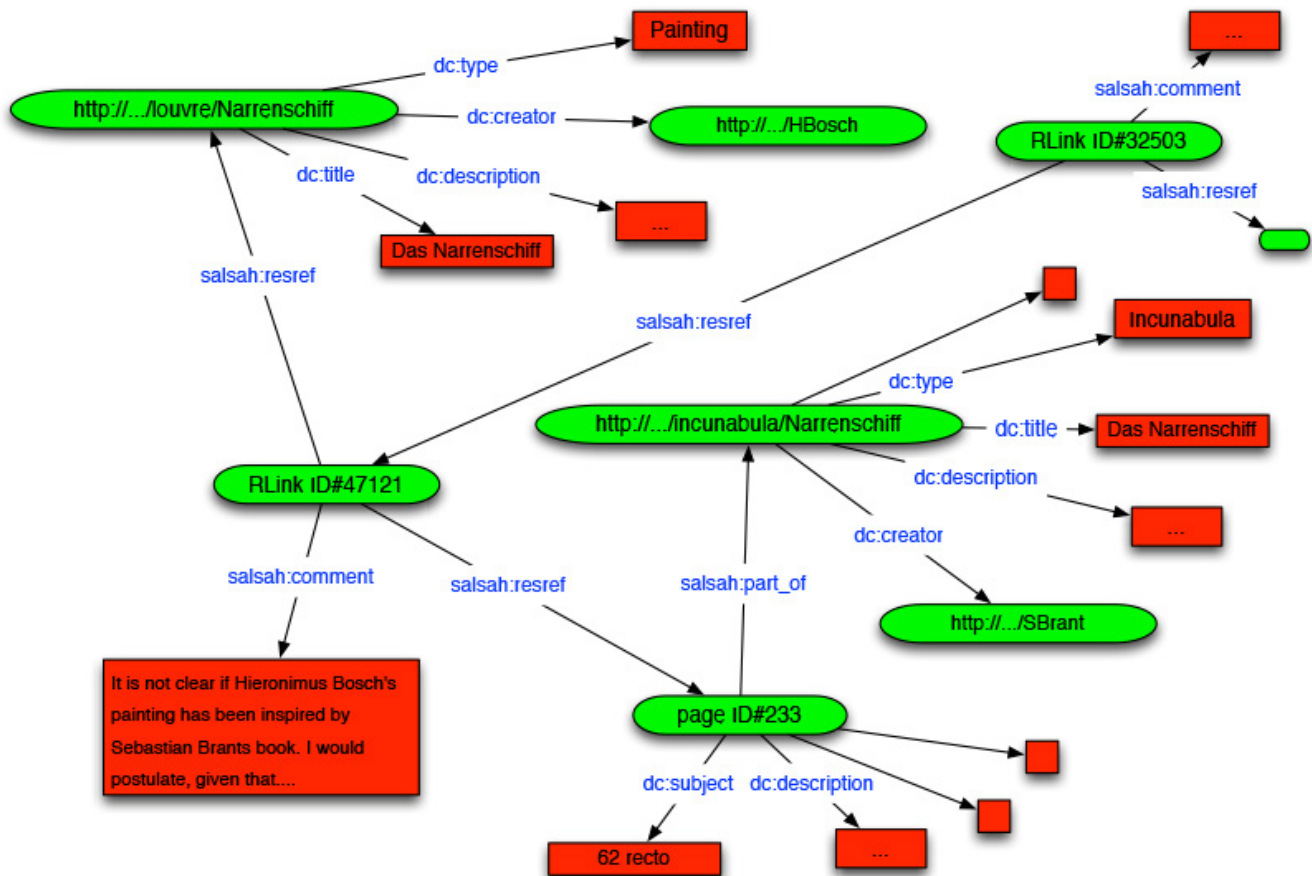 Painting
...
dc:type
salsah:comment
http://.../louvre/Narrenschiff
dc:creator
http://.../HBosch
RLink ID#32503
dc:title
dc:description
salsah:resref
...
Das Narrenschiff
salsah:resref
salsah:resref
Incunabula
dc:type
http://.../incunabula/Narrenschiff
dc:title
Das Narrenschiff
RLink ID#47121
dc:description
...
dc:creator
salsah:comment
salsah:resref
salsah:part_of
http://.../SBrant
It is not clear if Hieronimus Bosch's
painting has been inspired by
Sebastian Brants book. I would
postulate, given that....
page ID#233
dc:subject
dc:description
62 recto
...